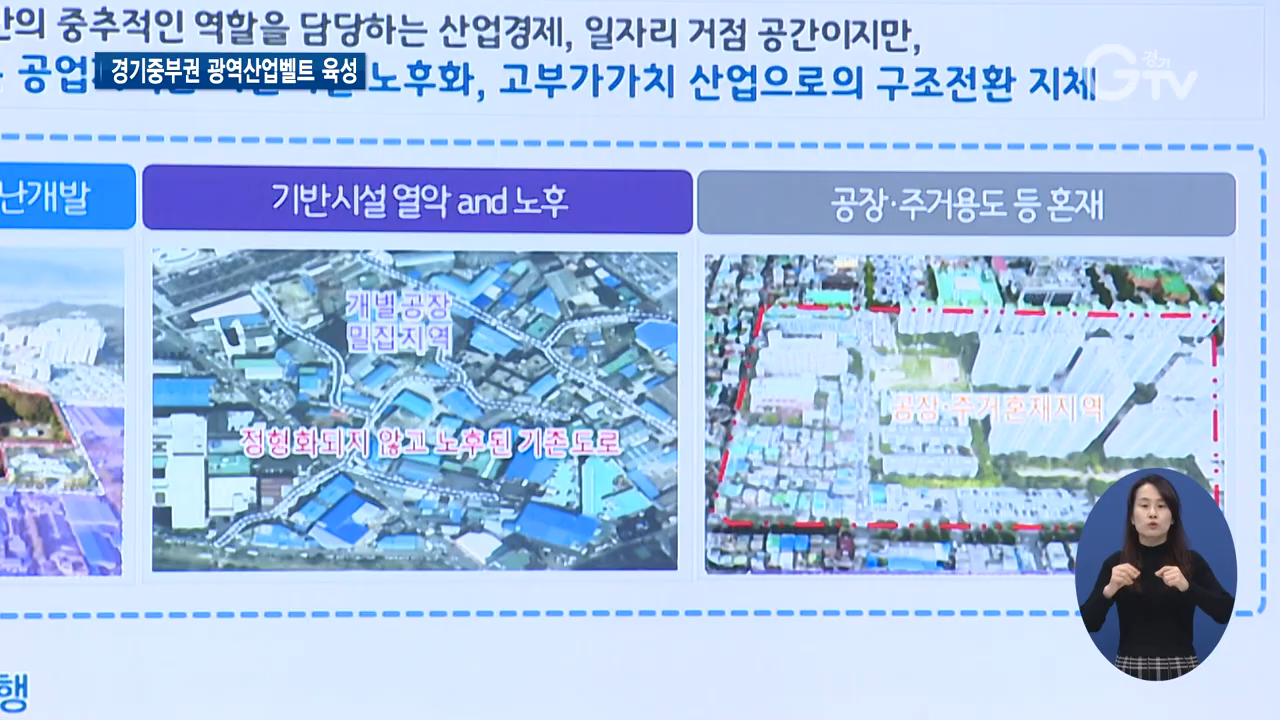 중추적인 역할을 담당하는 산업경제, 일자리 거점 공간이지만,
공업
노후화, 고부가가치 산업으로의 구조전환 지체
경기중부권 광역산업벨트 육성
경기
GTV
난개발
기반시설 열악 and 노후
공장·주거용도 등 혼재
개별공장
밀집지역
정형화되지 않고 노후된 기존도로
공장·주거혼재지역
행